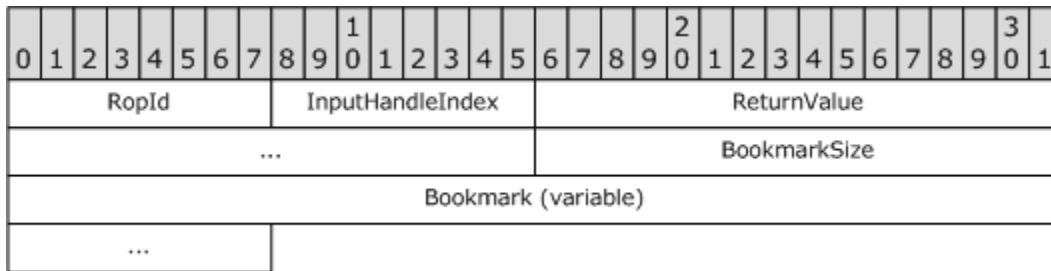 0 1 2 3 4 5 6 7 8 9 1 0 1 2 3 4 5 6 7 8 9 2 0 1 2 3 4 5 6 7 8 9 3 0 1
RopId InputHandleIndex ReturnValue
... BookmarkSize
Bookmark (variable)
...